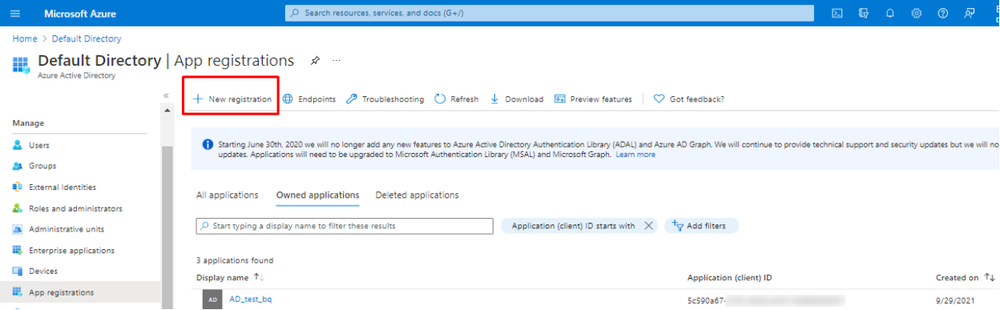 Microsoft Azure
Search resources, services, and docs (G+/)
Home > Default Directory
Default Directory | App registrations
Azure Active Directory
New registration
Endpoints
Troubleshooting
Refresh
Download
Preview features
Got feedback?
Manage
Users
Groups
External Identities
Roles and administrators
Administrative units
Enterprise applications
Devices
App registrations
Starting June 30th, 2020 we will no longer add any new features to Azure Active Directory Authentication Library (ADAL) and Azure AD Graph. We will continue to provide technical support and security updates but we will no
updates. Applications will need to be upgraded to Microsoft Authentication Library (MSAL) and Microsoft Graph. Learn more
All applications
Owned applications
Deleted applications
Start typing a display name to filter these results
Application (client) ID starts with
Add filters
3 applications found
Display name
Application (client) ID
Created on
AD
AD_test_bq
5c590a67-
9/29/2021